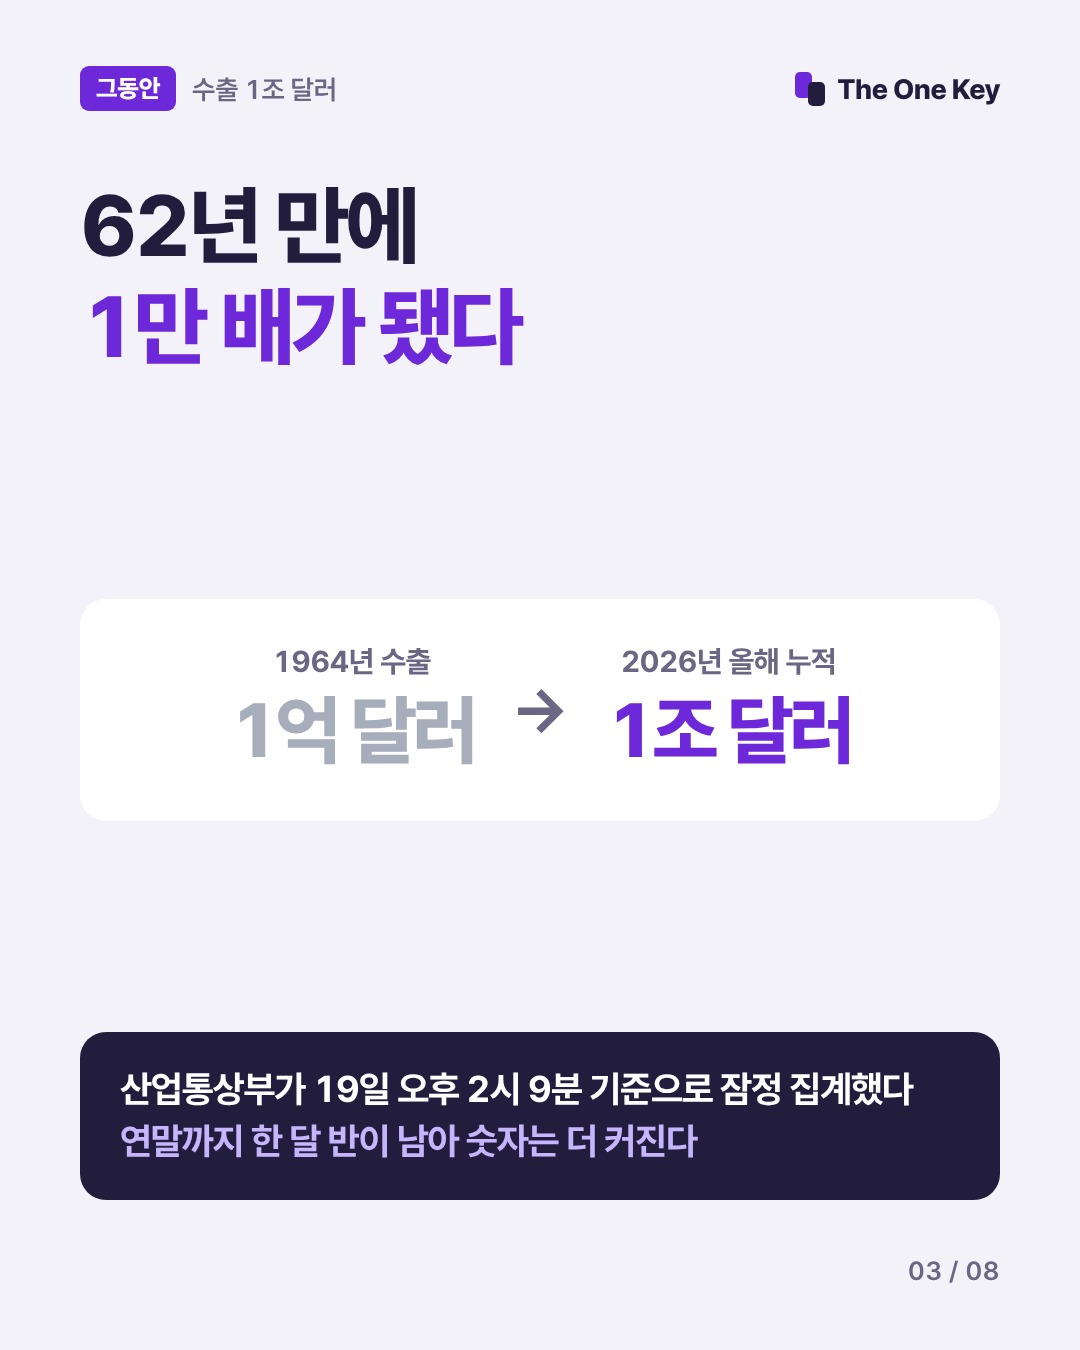 그동안 수출 1조 달러
The One Key
62년 만에
1만 배가 됐다
1964년 수출
1억 달러
→
2026년 올해 누적
1조 달러
산업통상부가 19일 오후 2시 9분 기준으로 잠정 집계했다
연말까지 한 달 반이 남아 숫자는 더 커진다
03 / 08